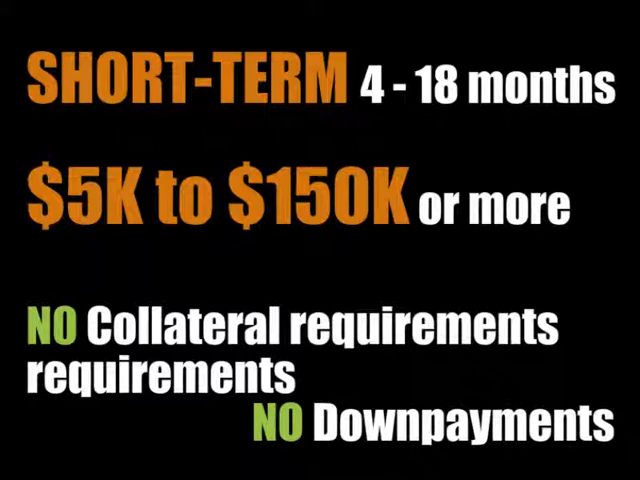 SHORT-TERM 4 - 18 months
$5K to $150K or more
NO Collateral requirements
requirements
NO Downpayments